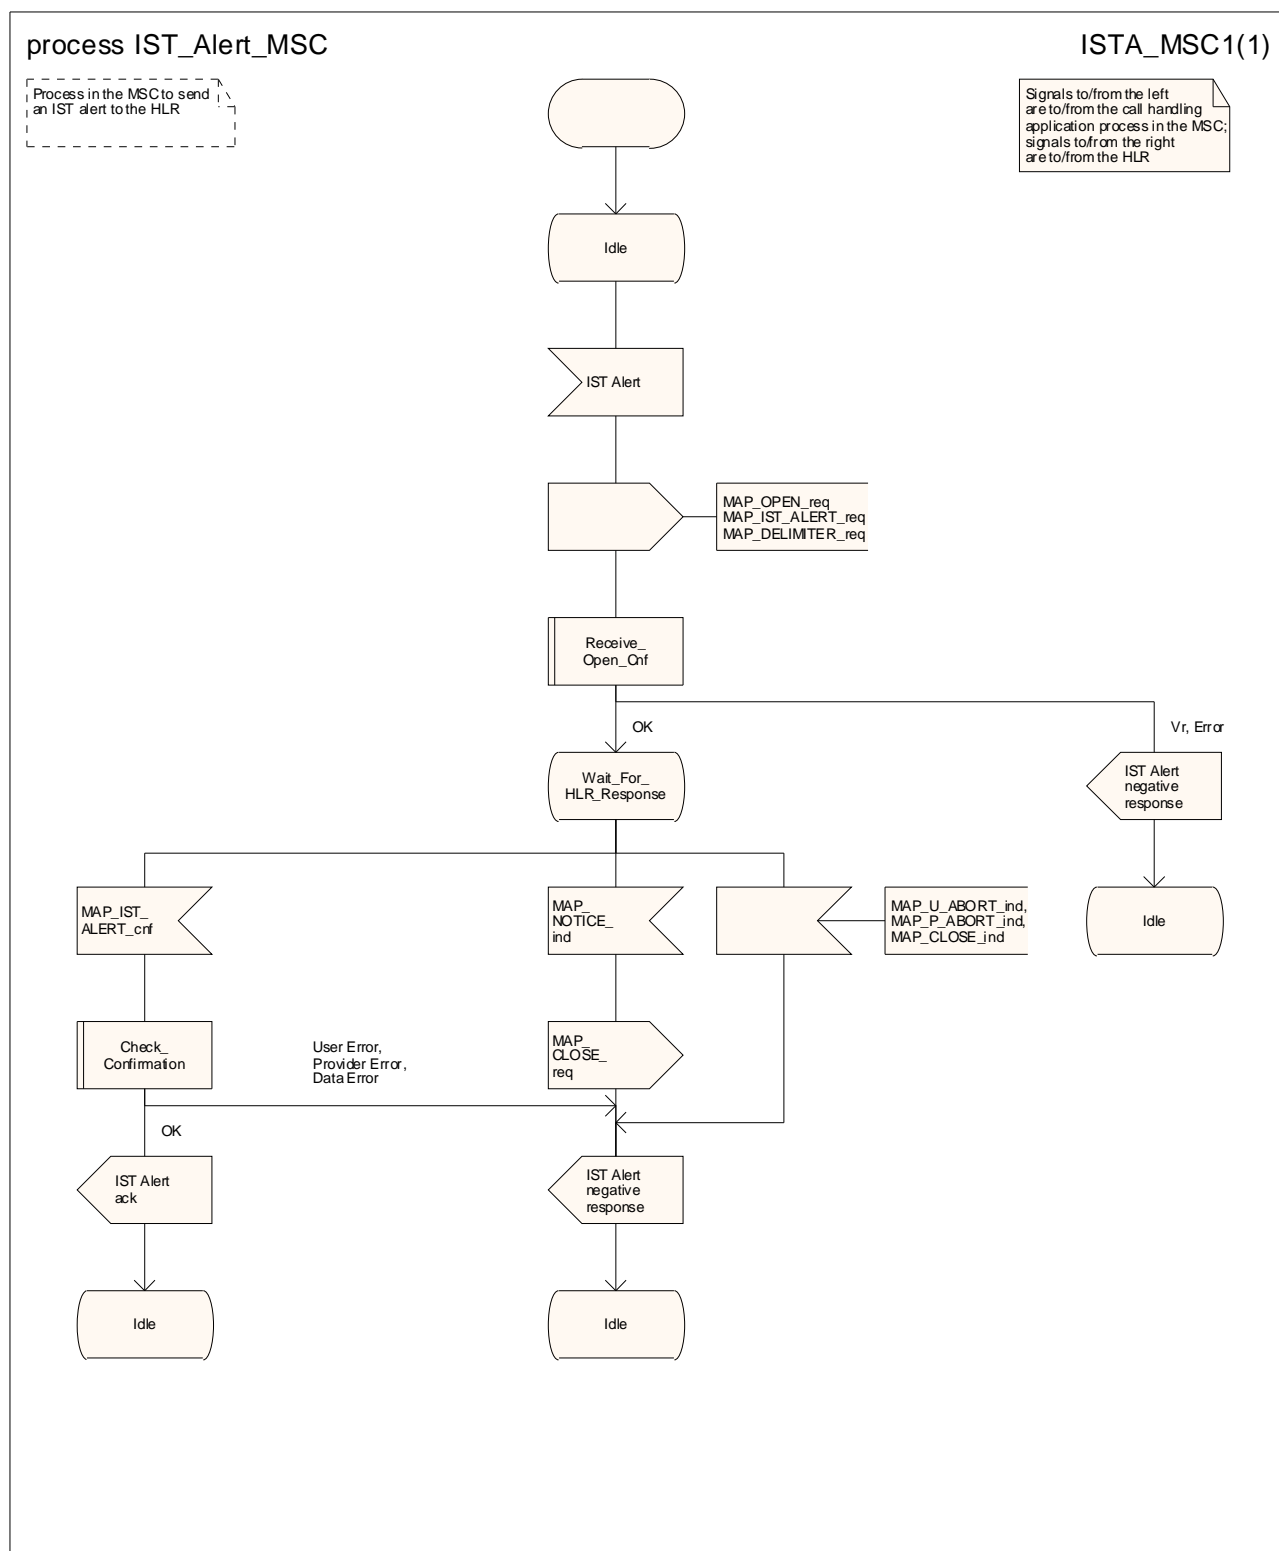 process IST_Alert_MSC
ISTA_MSC1(1)
Process in the MSC to send
an IST alert to the HLR
Signals to/from the left
are to/from the call handling
application process in the MSC;
signals to/from the right
are to/from the HLR
Idle
IST Alert
MAP_OPEN_req
MAP_IST_ALERT_req
MAP_DELIMITER_req
Receive_
Open_Cnf
OK
Vr, Error
Wait_For_
HLR_Response
IST Alert
negative
response
MAP_IST_
ALERT_cnf
MAP_
NOTICE_
ind
MAP_U_ABORT_ind,
MAP_P_ABORT_ind,
MAP_CLOSE_ind
Idle
Check_
Confirmation
User Error,
Provider Error,
Data Error
MAP_
CLOSE_
req
OK
IST Alert
ack
IST Alert
negative
response
Idle
Idle